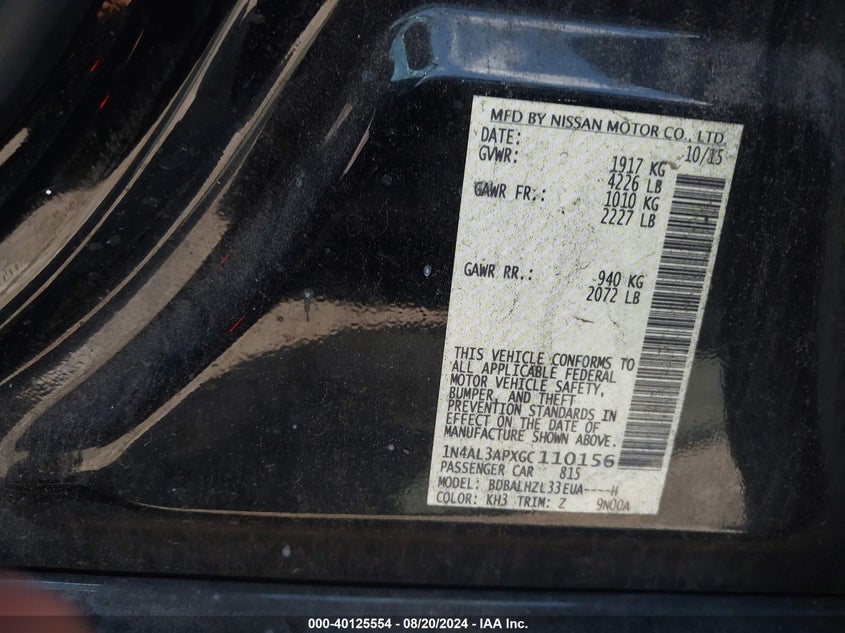 MFD BY NISSAN MOTOR CO., LTD
DATE: 10/15
GVWR: 1917 KG
4226 LB
GAWR FR.: 1010 KG
2227 LB
GAWR RR.: 940 KG
2072 LB
THIS VEHICLE CONFORMS TO
ALL APPLICABLE FEDERAL
MOTOR VEHICLE SAFETY,
BUMPER, AND THEFT
PREVENTION STANDARDS IN
EFFECT ON THE DATE OF
MANUFACTURE SHOWN ABOVE.
1N4AL3APXGC110156
PASSENGER CAR 815
MODEL: BDBALHZL33EUA----H
COLOR: KH3 TRIM: Z 9N00A
000-40125554 - 08/20/2024 - IAA Inc.